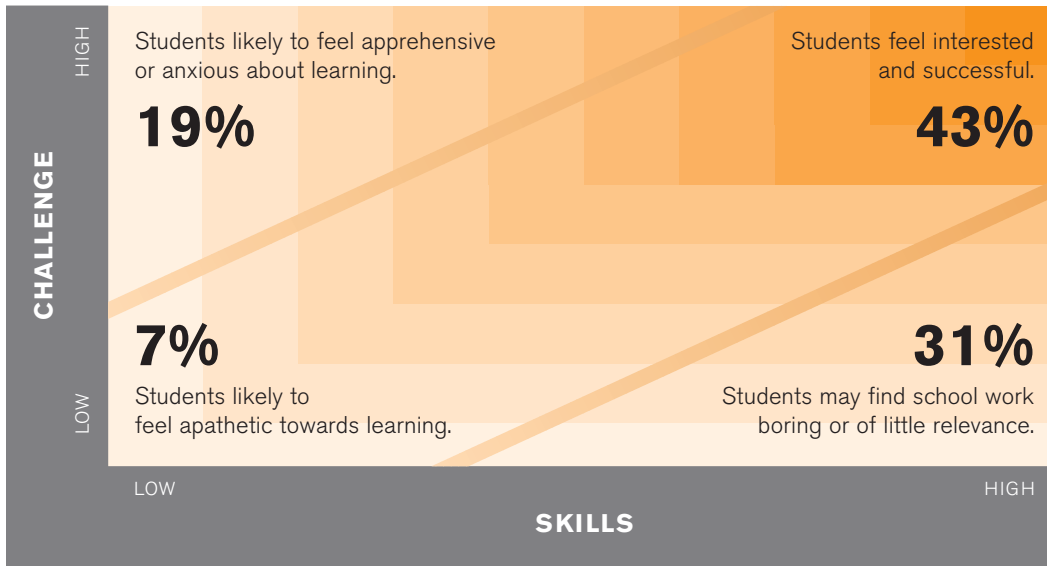 HIGH
CHALLENGE
LOW
Students likely to feel apprehensive
or anxious about learning.
19%
Students feel interested
and successful.
43%
7%
Students likely to
feel apathetic towards learning.
31%
Students may find school work
boring or of little relevance.
LOW
HIGH
SKILLS